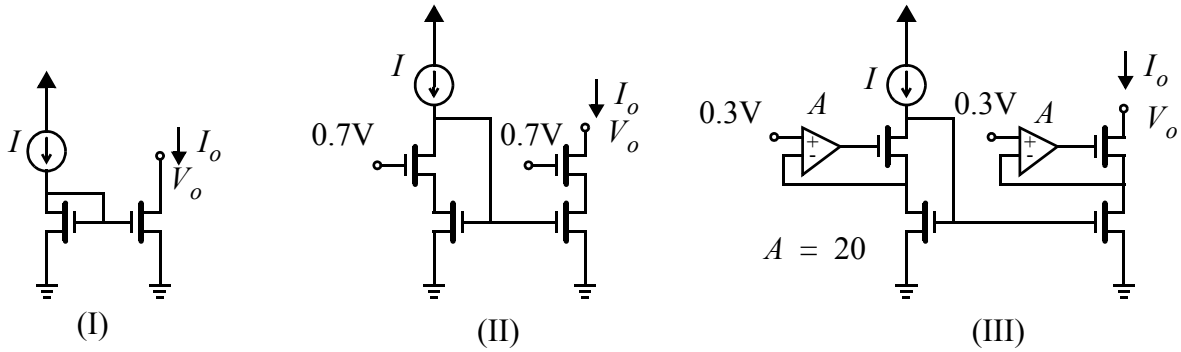 I
I_o
V_o
(I)
I
0.7V
0.7V
I_o
V_o
(II)
I
0.3V
A
0.3V
A
I_o
V_o
+
-
+
-
A = 20
(III)